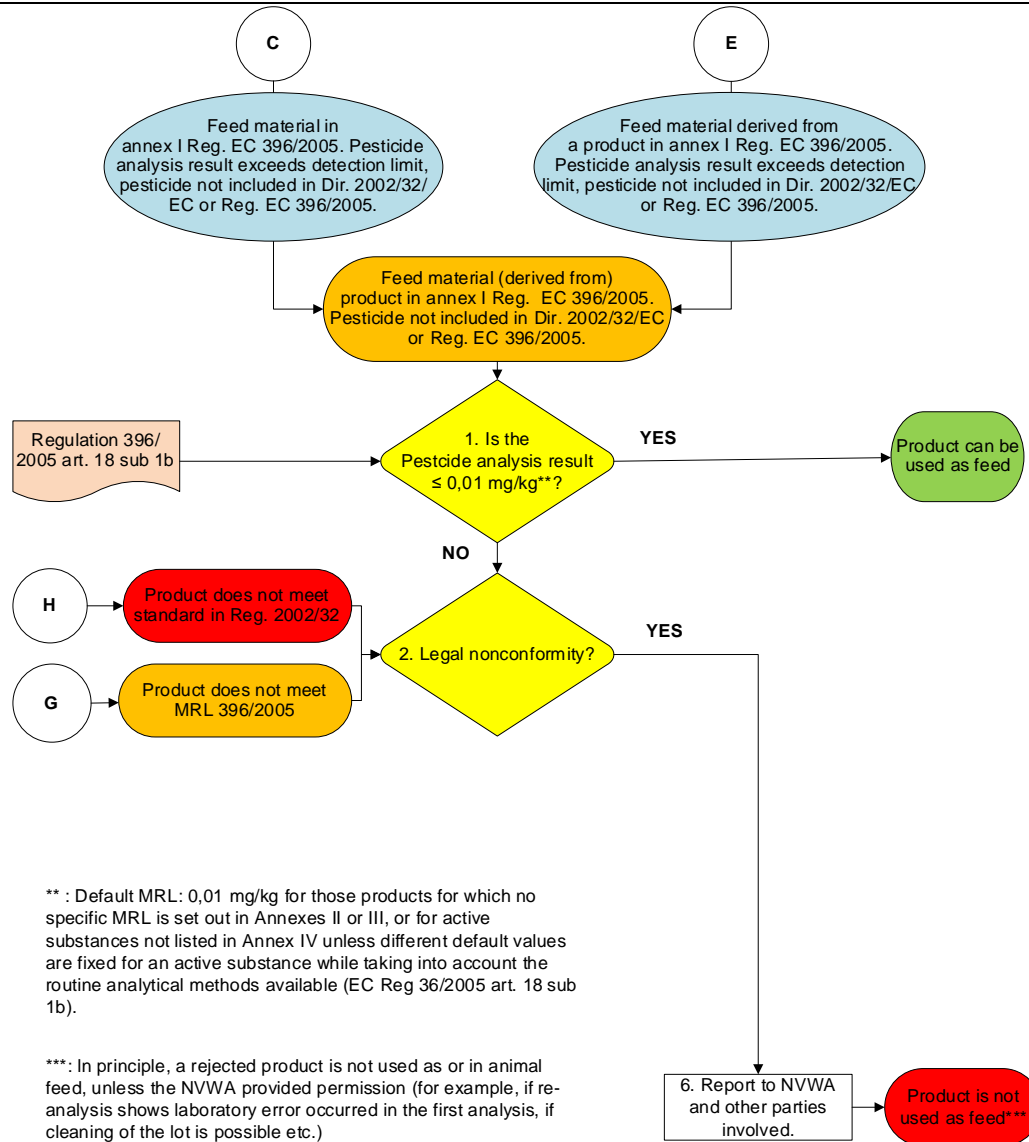 C
E
Feed material in
annex I Reg. EC 396/2005. Pesticide
analysis result exceeds detection limit,
pesticide not included in Dir. 2002/32/
EC or Reg. EC 396/2005.
Feed material derived from
a product in annex I Reg. EC 396/2005.
Pesticide analysis result exceeds detection
limit, pesticide not included in Dir. 2002/32/EC
or Reg. EC 396/2005.
Feed material (derived from)
product in annex I Reg. EC 396/2005.
Pesticide not included in Dir. 2002/32/EC
or Reg. EC 396/2005.
Regulation 396/
2005 art. 18 sub 1b
1. Is the
Pestcide analysis result
≤ 0,01 mg/kg**?
YES
Product can be
used as feed
NO
H
Product does not meet
standard in Reg. 2002/32
G
Product does not meet
MRL 396/2005
2. Legal nonconformity?
YES
** : Default MRL: 0,01 mg/kg for those products for which no
specific MRL is set out in Annexes II or III, or for active
substances not listed in Annex IV unless different default values
are fixed for an active substance while taking into account the
routine analytical methods available (EC Reg 36/2005 art. 18 sub
1b).
***: In principle, a rejected product is not used as or in animal
feed, unless the NVWA provided permission (for example, if re-
analysis shows laboratory error occurred in the first analysis, if
cleaning of the lot is possible etc.)
6. Report to NVWA
and other parties
involved.
Product is not
used as feed***